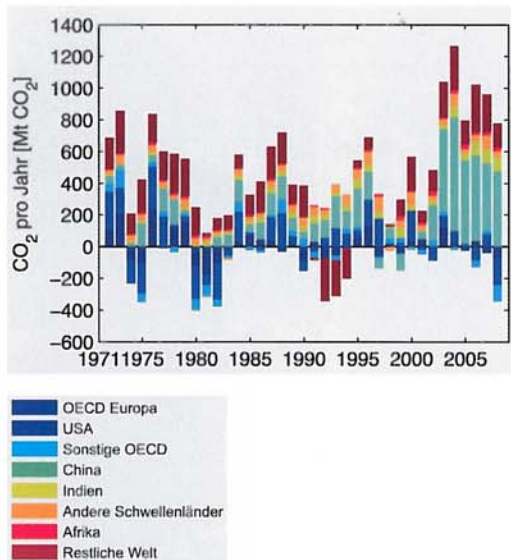 1400
1200
1000
800
600
400
200
0
−200
−400
−600
CO2 pro Jahr [Mt CO2]
1971 1975 1980 1985 1990 1995 2000 2005
OECD Europa
USA
Sonstige OECD
China
Indien
Andere Schwellenländer
Afrika
Restliche Welt